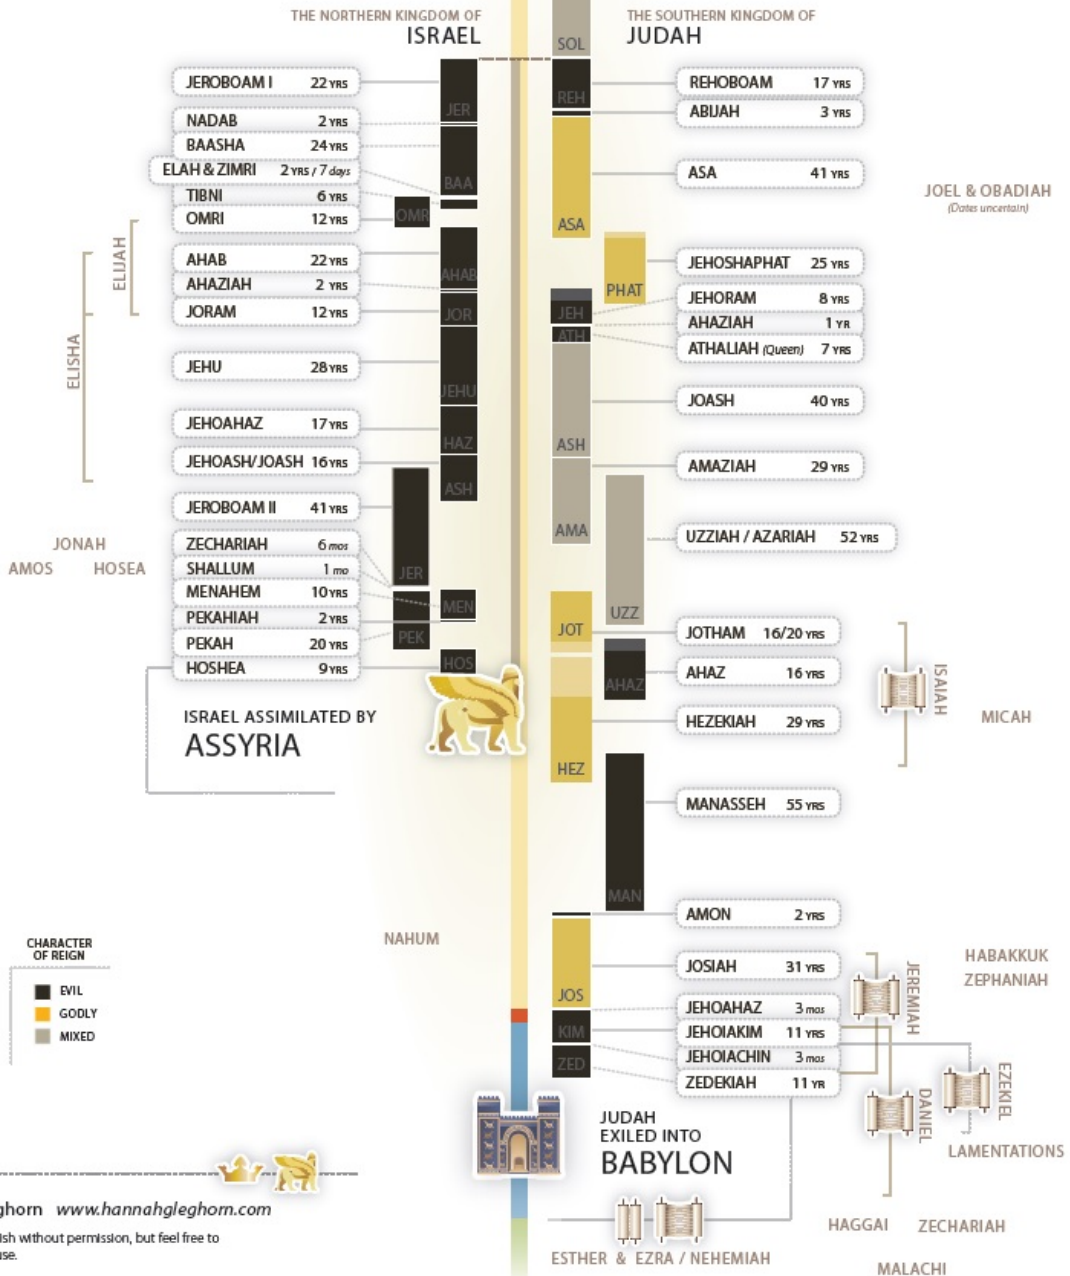 THE NORTHERN KINGDOM OF
ISRAEL
THE SOUTHERN KINGDOM OF
JUDAH
SOL
JEROBOAM I 22 YRS
NADAB 2 YRS
BAASHA 24 YRS
ELAH & ZIMRI 2 YRS / 7 days
TIBNI 6 YRS
OMRI 12 YRS
AHAB 22 YRS
AHAZIAH 2 YRS
JORAM 12 YRS
JEHU 28 YRS
JEHOAHAZ 17 YRS
JEHOASH/JOASH 16 YRS
JEROBOAM II 41 YRS
ZECHARIAH 6 mos
SHALLUM 1 mo
MENAHEM 10 YRS
PEKAHIAH 2 YRS
PEKAH 20 YRS
HOSHEA 9 YRS
ELIJAH
ELISHA
JONAH
AMOS HOSEA
JER
BAA
OMR
AHAB
JOR
JEHU
HAZ
ASH
JER
MEN
PEK
HOS
ISRAEL ASSIMILATED BY
ASSYRIA
REH
ASA
PHAT
JEH
ATH
ASH
AMA
UZZ
JOT
AHAZ
HEZ
MAN
JOS
KIM
ZED
REHOBOAM 17 YRS
ABIJAH 3 YRS
ASA 41 YRS
JEHOSHAPHAT 25 YRS
JEHORAM 8 YRS
AHAZIAH 1 YR
ATHALIAH (Queen) 7 YRS
JOASH 40 YRS
AMAZIAH 29 YRS
UZZIAH / AZARIAH 52 YRS
JOTHAM 16/20 YRS
AHAZ 16 YRS
HEZEKIAH 29 YRS
MANASSEH 55 YRS
AMON 2 YRS
JOSIAH 31 YRS
JEHOAHAZ 3 mos
JEHOIAKIM 11 YRS
JEHOIACHIN 3 mos
ZEDEKIAH 11 YR
JOEL & OBADIAH
(Dates uncertain)
ISAIAH
MICAH
NAHUM
HABAKKUK
ZEPHANIAH
JEREMIAH
EZEKIEL
DANIEL
LAMENTATIONS
CHARACTER
OF REIGN
EVIL
GODLY
MIXED
JUDAH
EXILED INTO
BABYLON
ghorn www.hannahgleghorn.com
ish without permission, but feel free to
use.
ESTHER & EZRA / NEHEMIAH
HAGGAI ZECHARIAH
MALACHI